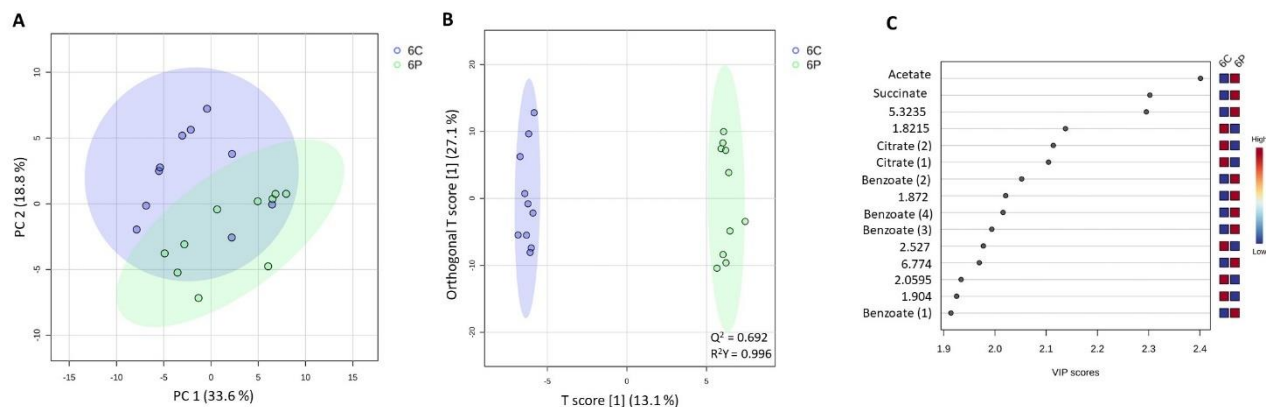 A
6C
6P
10
5
0
-5
-10
PC 2 (18.8 %)
-15
-10
-5
0
5
10
15
PC 1 (33.6 %)
B
6C
6P
20
10
0
-10
-20
Orthogonal T score [1] (27.1 %)
Q² = 0.692
R²Y = 0.996
-5
0
5
T score [1] (13.1 %)
C
6C
6P
Acetate
Succinate
5.3235
1.8215
Citrate (2)
Citrate (1)
Benzoate (2)
1.872
Benzoate (4)
Benzoate (3)
2.527
6.774
2.0595
1.904
Benzoate (1)
High
Low
1.9
2.0
2.1
2.2
2.3
2.4
VIP scores